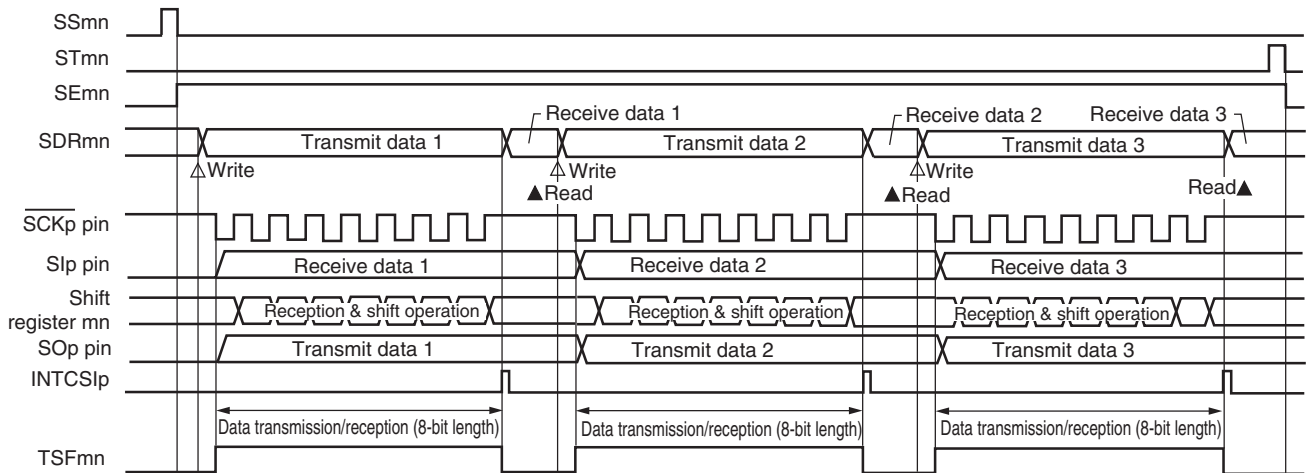 SSmn
STmn
SEmn
Receive data 1
Receive data 2
Receive data 3
SDRmn
Transmit data 1
Transmit data 2
Transmit data 3
△Write
△Write
△Write
▲Read
▲Read
Read▲
SCKp pin
SIp pin
Receive data 1
Receive data 2
Receive data 3
Shift
register mn
Reception & shift operation
Reception & shift operation
Reception & shift operation
SOp pin
Transmit data 1
Transmit data 2
Transmit data 3
INTCSIp
Data transmission/reception (8-bit length)
Data transmission/reception (8-bit length)
Data transmission/reception (8-bit length)
TSFmn